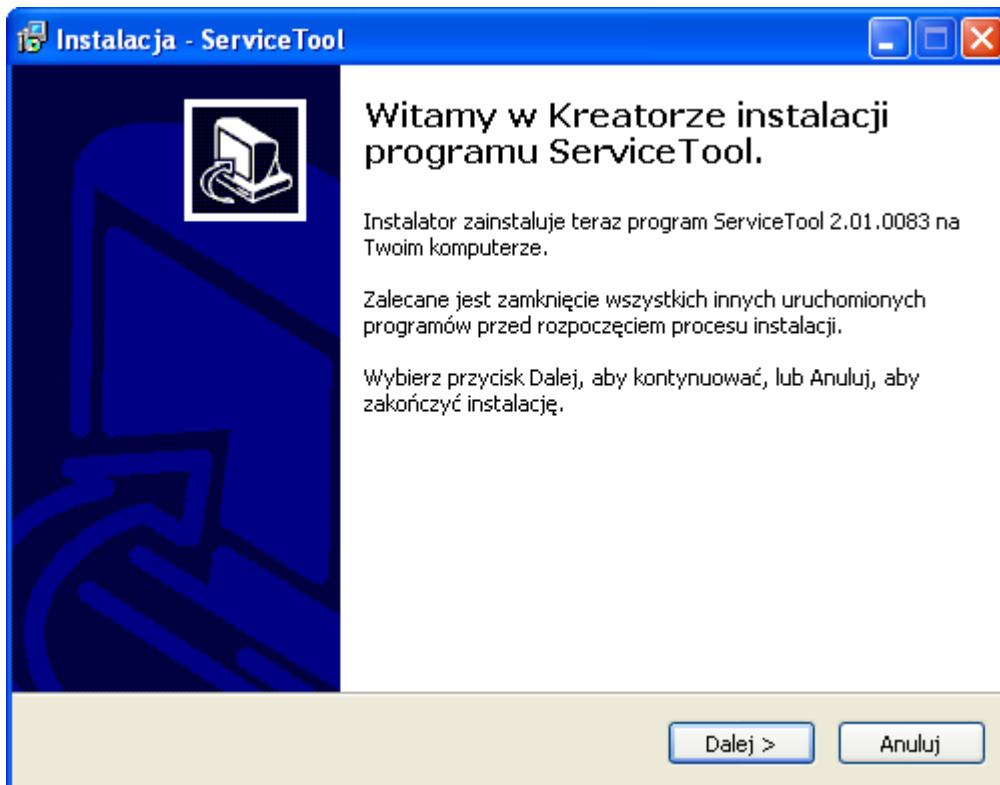 Instalacja - ServiceTool
Witamy w Kreatorze instalacji
programu ServiceTool.
Instalator zainstaluje teraz program ServiceTool 2.01.0083 na
Twoim komputerze.
Zalecane jest zamknięcie wszystkich innych uruchomionych
programów przed rozpoczęciem procesu instalacji.
Wybierz przycisk Dalej, aby kontynuować, lub Anuluj, aby
zakończyć instalację.
Dalej >
Anuluj